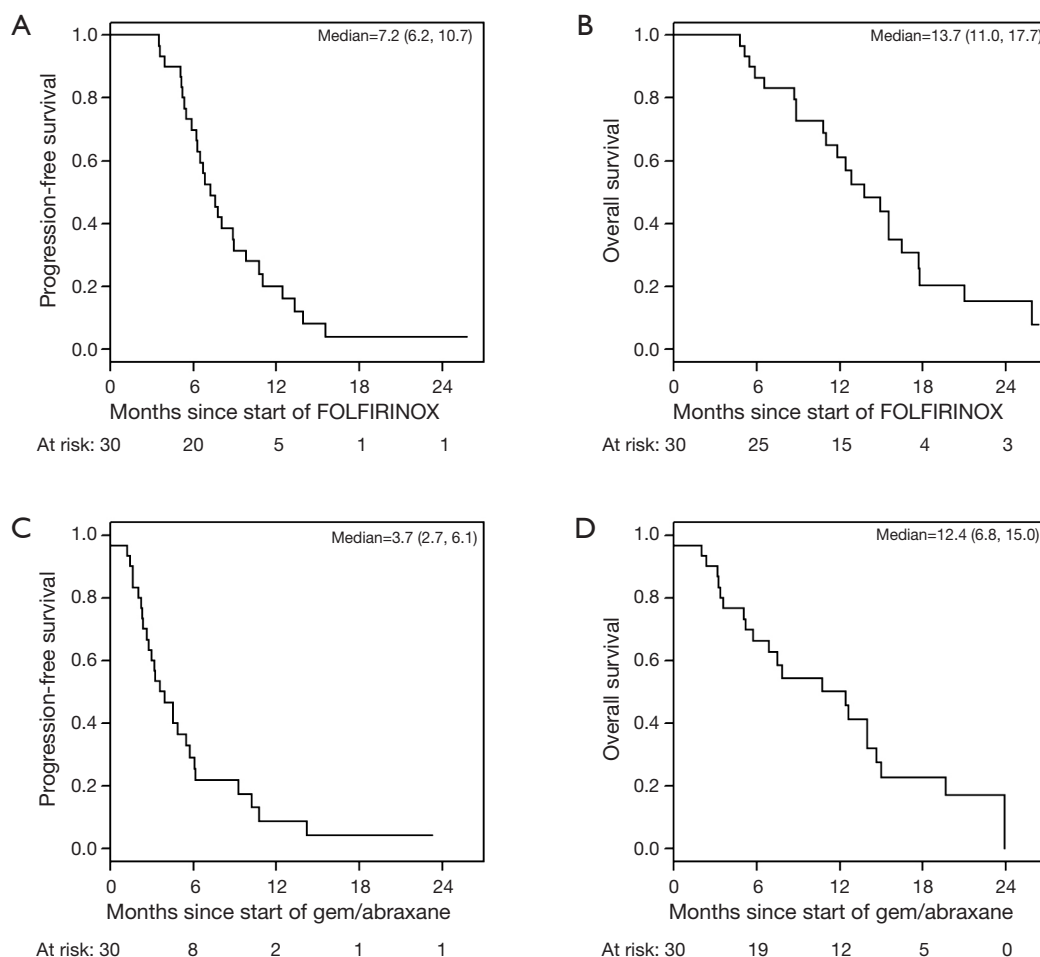 A
Median=7.2 (6.2, 10.7)
Progression-free survival
1.0
0.8
0.6
0.4
0.2
0.0
0 6 12 18 24
Months since start of FOLFIRINOX
At risk: 30 20 5 1 1
B
Median=13.7 (11.0, 17.7)
Overall survival
1.0
0.8
0.6
0.4
0.2
0.0
0 6 12 18 24
Months since start of FOLFIRINOX
At risk: 30 25 15 4 3
C
Median=3.7 (2.7, 6.1)
Progression-free survival
1.0
0.8
0.6
0.4
0.2
0.0
0 6 12 18 24
Months since start of gem/abraxane
At risk: 30 8 2 1 1
D
Median=12.4 (6.8, 15.0)
Overall survival
1.0
0.8
0.6
0.4
0.2
0.0
0 6 12 18 24
Months since start of gem/abraxane
At risk: 30 19 12 5 0